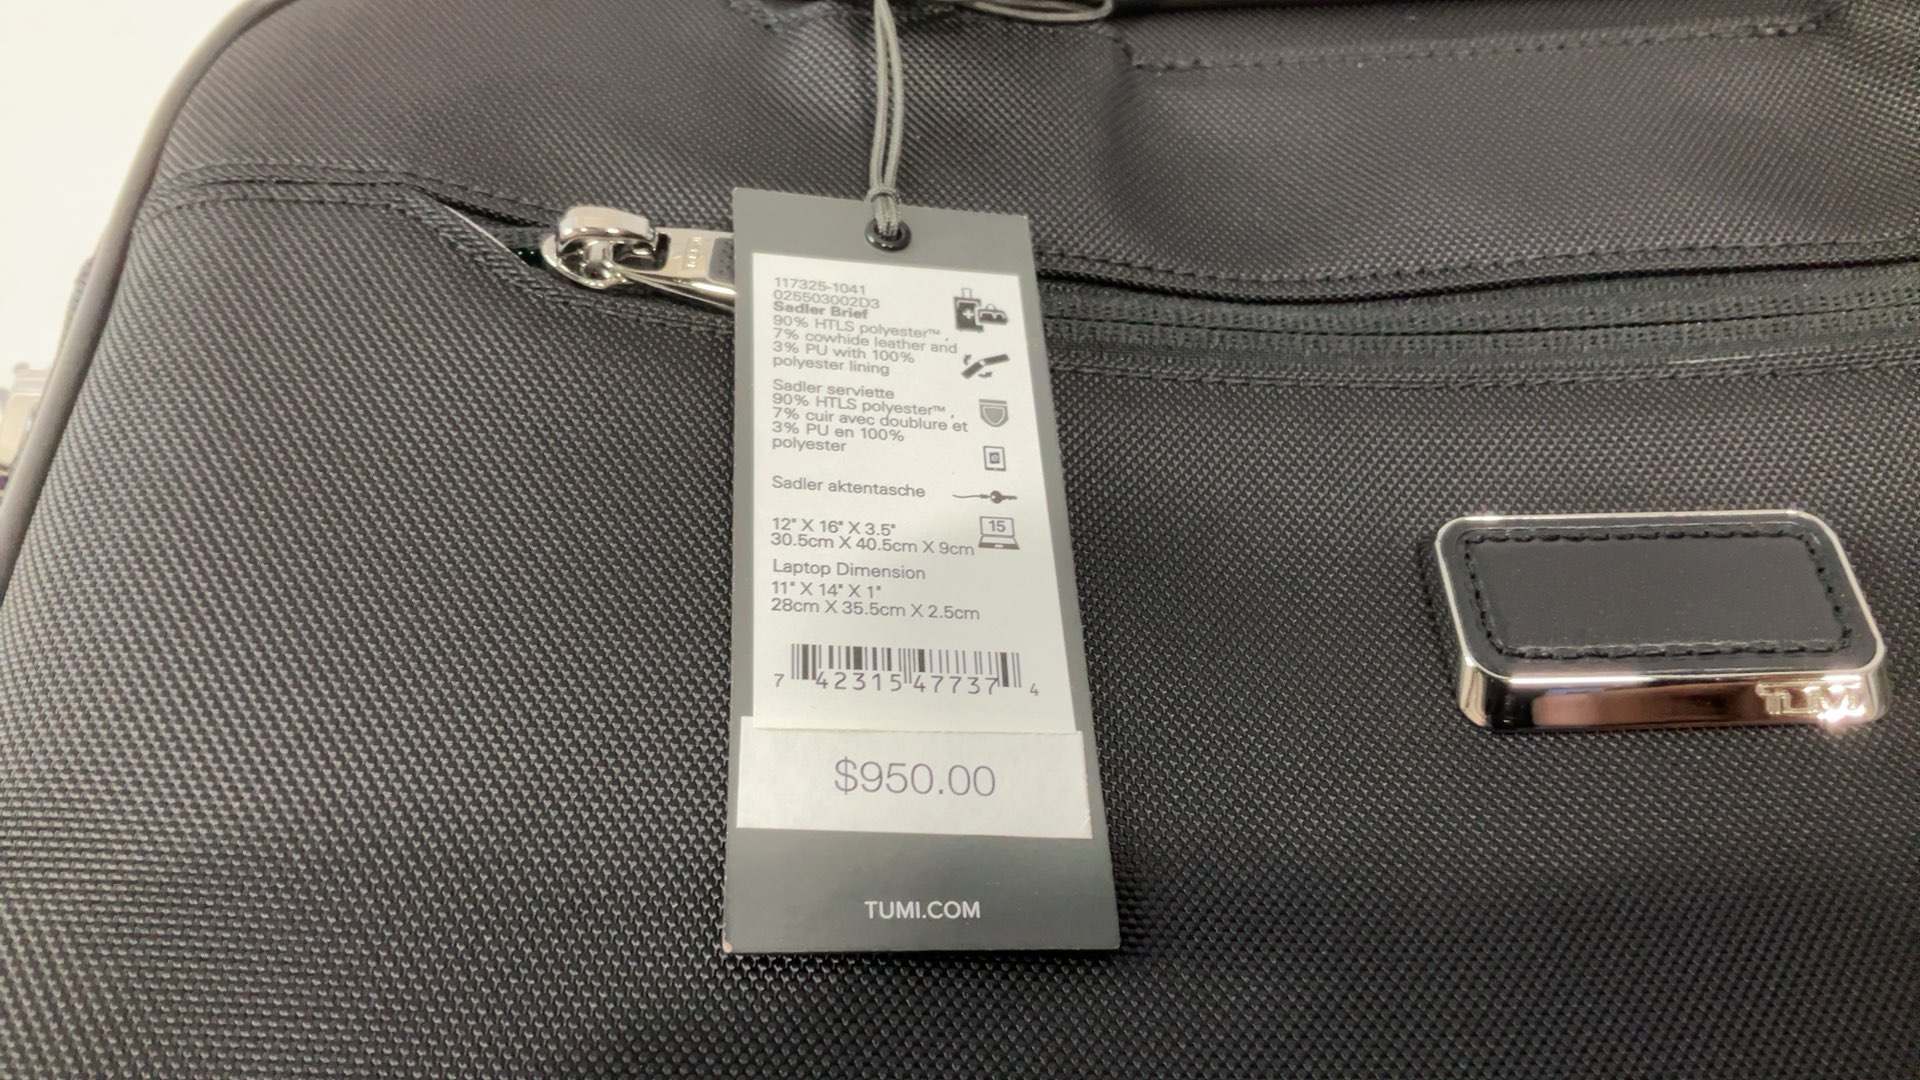 117325-1041
025503002D3
Sadler Brief
90% HTLS polyester™,
7% cowhide leather and
3% PU with 100%
polyester lining
Sadler serviette
90% HTLS polyester™,
7% cuir avec doublure et
3% PU en 100%
polyester
Sadler aktentasche
12" X 16" X 3.5"
30.5cm X 40.5cm X 9cm
15
Laptop Dimension
11" X 14" X 1"
28cm X 35.5cm X 2.5cm
7 42315 47737 4
$950.00
TUMI.COM
TUMI